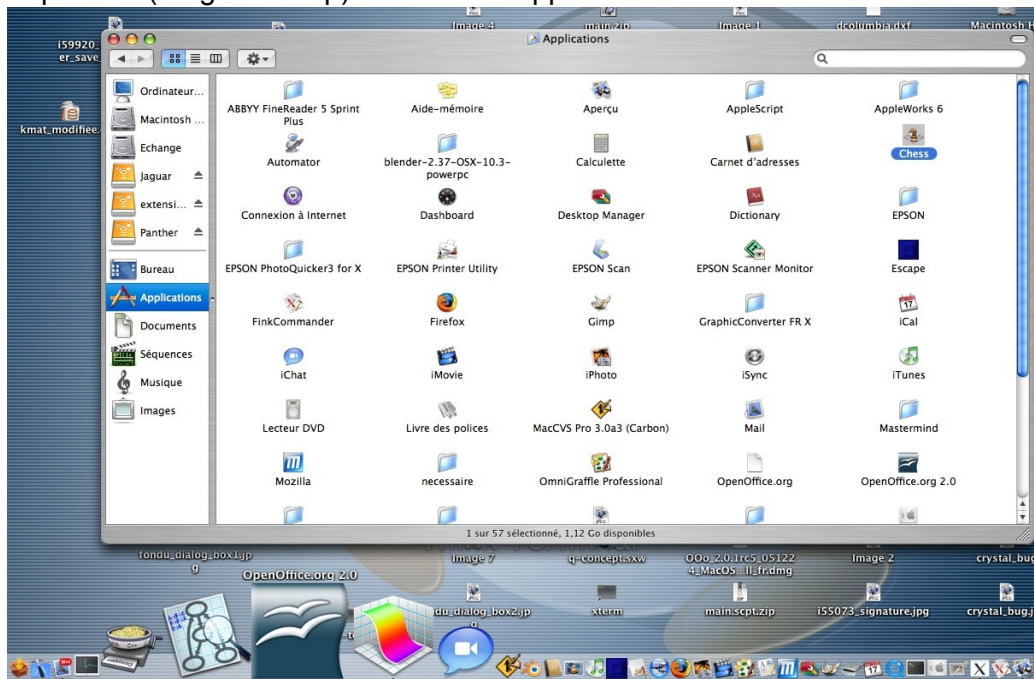 Image 4
main.zip
Image 1
dcolumbia.dxf
Macintosh H
i59920_
er_save
Applications
kmat_modifiee.
Ordinateur...
Macintosh ...
Echange
Jaguar
extensi...
Panther
Bureau
Applications
Documents
Séquences
Musique
Images
ABBYY FineReader 5 Sprint
Plus
Aide-mémoire
Aperçu
AppleScript
AppleWorks 6
Automator
blender-2.37-OSX-10.3-
powerpc
Calculette
Carnet d'adresses
Chess
Connexion à Internet
Dashboard
Desktop Manager
Dictionary
EPSON
EPSON PhotoQuicker3 for X
EPSON Printer Utility
EPSON Scan
EPSON Scanner Monitor
Escape
FinkCommander
Firefox
Gimp
GraphicConverter FR X
iCal
iChat
iMovie
iPhoto
iSync
iTunes
Lecteur DVD
Livre des polices
MacCVS Pro 3.0a3 (Carbon)
Mail
Mastermind
Mozilla
necessaire
OmniGraffle Professional
OpenOffice.org
OpenOffice.org 2.0
1 sur 57 sélectionné, 1,12 Go disponibles
fondu_dialog_box1.jp
g
Image 7
q-concept.sxw
OOo_2.0.1rc5_05122
4_MacOS...ll_fr.dmg
Image 2
crystal_bug
OpenOffice.org 2.0
du_dialog_box2.jp
g
xterm
main.scpt.zip
i55073_signature.jpg
crystal_bug.j